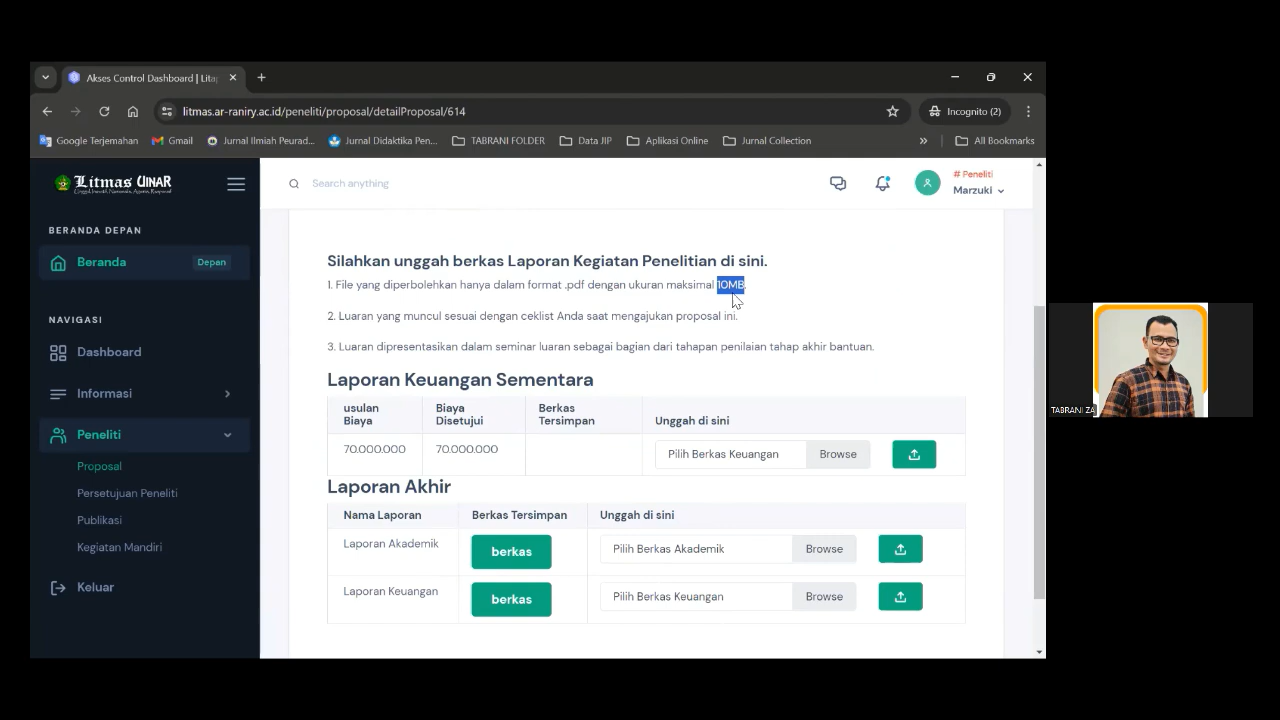 Akses Control Dashboard | Lita
litmas.ar-raniry.ac.id/peneliti/proposal/detailProposal/614
Incognito (2)
Google Terjemahan
Gmail
Jurnal Ilmiah Peurad...
Jurnal Didaktika Pen...
TABRANI FOLDER
Data JIP
Aplikasi Online
Jurnal Collection
»
All Bookmarks
Litmas UINAR
Search anything
# Peneliti
Marzuki
BERANDA DEPAN
Beranda
Depan
NAVIGASI
Dashboard
Informasi
Peneliti
Proposal
Persetujuan Peneliti
Publikasi
Kegiatan Mandiri
Keluar
Silahkan unggah berkas Laporan Kegiatan Penelitian di sini.
1. File yang diperbolehkan hanya dalam format .pdf dengan ukuran maksimal 10MB.
2. Luaran yang muncul sesuai dengan ceklist Anda saat mengajukan proposal ini.
3. Luaran dipresentasikan dalam seminar luaran sebagai bagian dari tahapan penilaian tahap akhir bantuan.
Laporan Keuangan Sementara
usulan Biaya
Biaya Disetujui
Berkas Tersimpan
Unggah di sini
70.000.000
70.000.000
Pilih Berkas Keuangan
Browse
Laporan Akhir
Nama Laporan
Berkas Tersimpan
Unggah di sini
Laporan Akademik
berkas
Pilih Berkas Akademik
Browse
Laporan Keuangan
berkas
Pilih Berkas Keuangan
Browse
TABRANI ZA